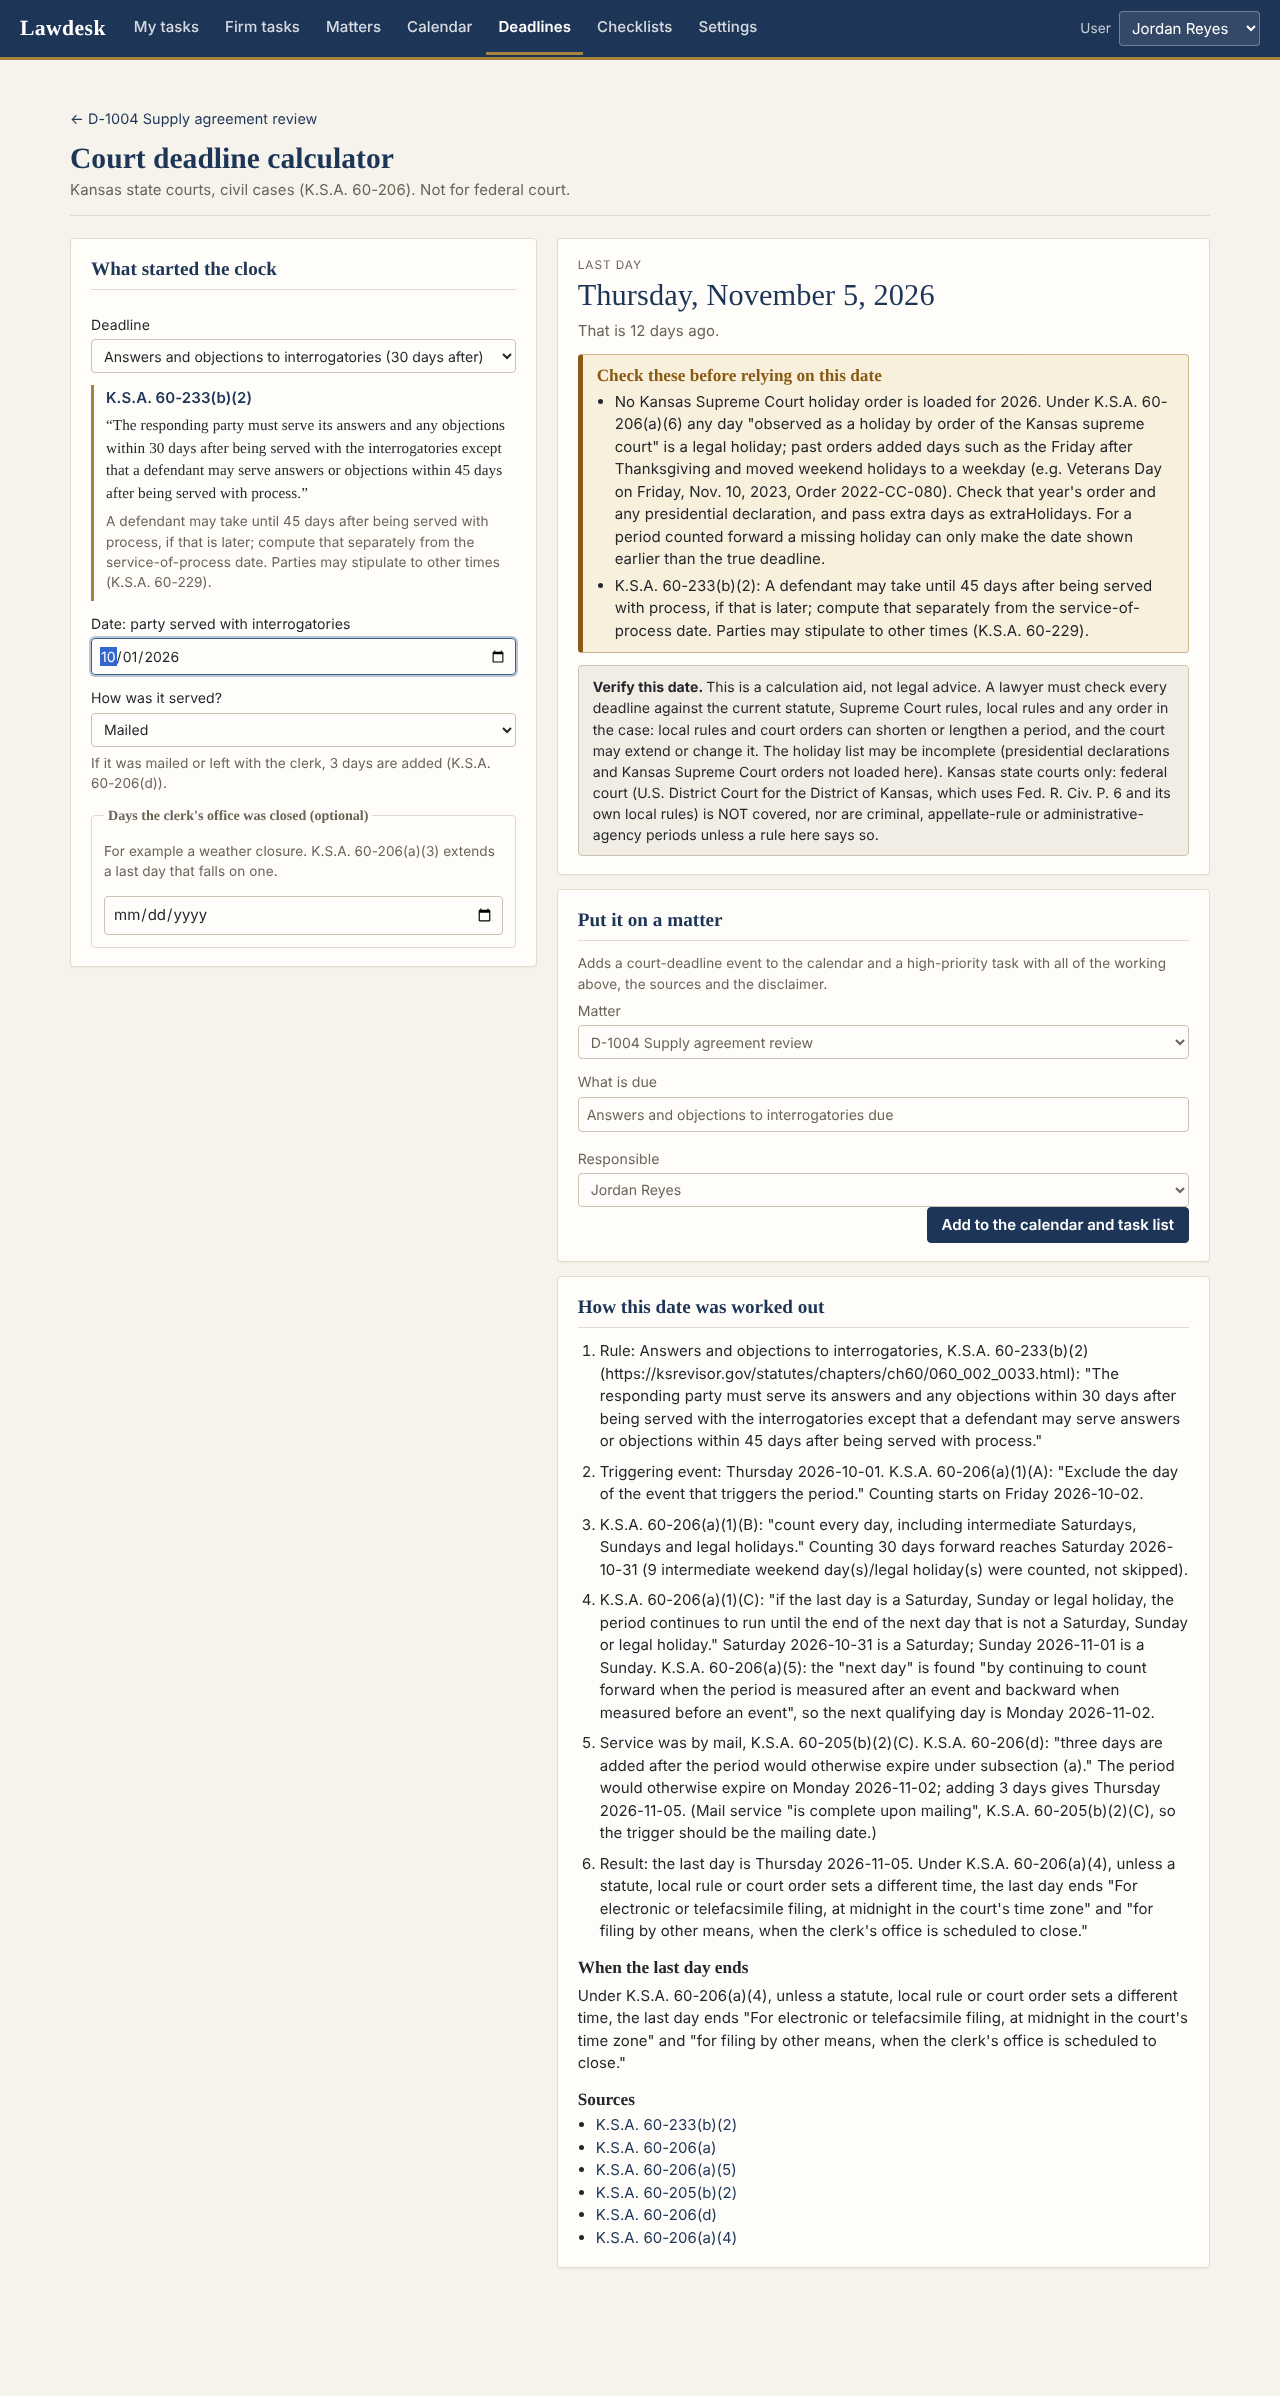 Lawdesk My tasks Firm tasks Matters Calendar Deadlines Checklists Settings User Jordan Reyes
← D-1004 Supply agreement review
Court deadline calculator
Kansas state courts, civil cases (K.S.A. 60-206). Not for federal court.
What started the clock
Deadline
Answers and objections to interrogatories (30 days after)
K.S.A. 60-233(b)(2)
“The responding party must serve its answers and any objections
within 30 days after being served with the interrogatories except
that a defendant may serve answers or objections within 45 days
after being served with process.”
A defendant may take until 45 days after being served with
process, if that is later; compute that separately from the
service-of-process date. Parties may stipulate to other times
(K.S.A. 60-229).
Date: party served with interrogatories
10/01/2026
How was it served?
Mailed
If it was mailed or left with the clerk, 3 days are added (K.S.A.
60-206(d)).
Days the clerk's office was closed (optional)
For example a weather closure. K.S.A. 60-206(a)(3) extends
a last day that falls on one.
mm/dd/yyyy
LAST DAY
Thursday, November 5, 2026
That is 12 days ago.
Check these before relying on this date
• No Kansas Supreme Court holiday order is loaded for 2026. Under K.S.A. 60-
206(a)(6) any day "observed as a holiday by order of the Kansas supreme
court" is a legal holiday; past orders added days such as the Friday after
Thanksgiving and moved weekend holidays to a weekday (e.g. Veterans Day
on Friday, Nov. 10, 2023, Order 2022-CC-080). Check that year's order and
any presidential declaration, and pass extra days as extraHolidays. For a
period counted forward a missing holiday can only make the date shown
earlier than the true deadline.
• K.S.A. 60-233(b)(2): A defendant may take until 45 days after being served
with process, if that is later; compute that separately from the service-of-
process date. Parties may stipulate to other times (K.S.A. 60-229).
Verify this date. This is a calculation aid, not legal advice. A lawyer must check every
deadline against the current statute, Supreme Court rules, local rules and any order in
the case: local rules and court orders can shorten or lengthen a period, and the court
may extend or change it. The holiday list may be incomplete (presidential declarations
and Kansas Supreme Court orders not loaded here). Kansas state courts only: federal
court (U.S. District Court for the District of Kansas, which uses Fed. R. Civ. P. 6 and its
own local rules) is NOT covered, nor are criminal, appellate-rule or administrative-
agency periods unless a rule here says so.
Put it on a matter
Adds a court-deadline event to the calendar and a high-priority task with all of the working
above, the sources and the disclaimer.
Matter
D-1004 Supply agreement review
What is due
Answers and objections to interrogatories due
Responsible
Jordan Reyes
Add to the calendar and task list
How this date was worked out
1. Rule: Answers and objections to interrogatories, K.S.A. 60-233(b)(2)
(https://ksrevisor.gov/statutes/chapters/ch60/060_002_0033.html): "The
responding party must serve its answers and any objections within 30 days after
being served with the interrogatories except that a defendant may serve answers
or objections within 45 days after being served with process."
2. Triggering event: Thursday 2026-10-01. K.S.A. 60-206(a)(1)(A): "Exclude the day
of the event that triggers the period." Counting starts on Friday 2026-10-02.
3. K.S.A. 60-206(a)(1)(B): "count every day, including intermediate Saturdays,
Sundays and legal holidays." Counting 30 days forward reaches Saturday 2026-
10-31 (9 intermediate weekend day(s)/legal holiday(s) were counted, not skipped).
4. K.S.A. 60-206(a)(1)(C): "if the last day is a Saturday, Sunday or legal holiday, the
period continues to run until the end of the next day that is not a Saturday, Sunday
or legal holiday." Saturday 2026-10-31 is a Saturday; Sunday 2026-11-01 is a
Sunday. K.S.A. 60-206(a)(5): the "next day" is found "by continuing to count
forward when the period is measured after an event and backward when
measured before an event", so the next qualifying day is Monday 2026-11-02.
5. Service was by mail, K.S.A. 60-205(b)(2)(C). K.S.A. 60-206(d): "three days are
added after the period would otherwise expire under subsection (a)." The period
would otherwise expire on Monday 2026-11-02; adding 3 days gives Thursday
2026-11-05. (Mail service "is complete upon mailing", K.S.A. 60-205(b)(2)(C), so
the trigger should be the mailing date.)
6. Result: the last day is Thursday 2026-11-05. Under K.S.A. 60-206(a)(4), unless a
statute, local rule or court order sets a different time, the last day ends "For
electronic or telefacsimile filing, at midnight in the court's time zone" and "for
filing by other means, when the clerk's office is scheduled to close."
When the last day ends
Under K.S.A. 60-206(a)(4), unless a statute, local rule or court order sets a different
time, the last day ends "For electronic or telefacsimile filing, at midnight in the court's
time zone" and "for filing by other means, when the clerk's office is scheduled to
close."
Sources
• K.S.A. 60-233(b)(2)
• K.S.A. 60-206(a)
• K.S.A. 60-206(a)(5)
• K.S.A. 60-205(b)(2)
• K.S.A. 60-206(d)
• K.S.A. 60-206(a)(4)